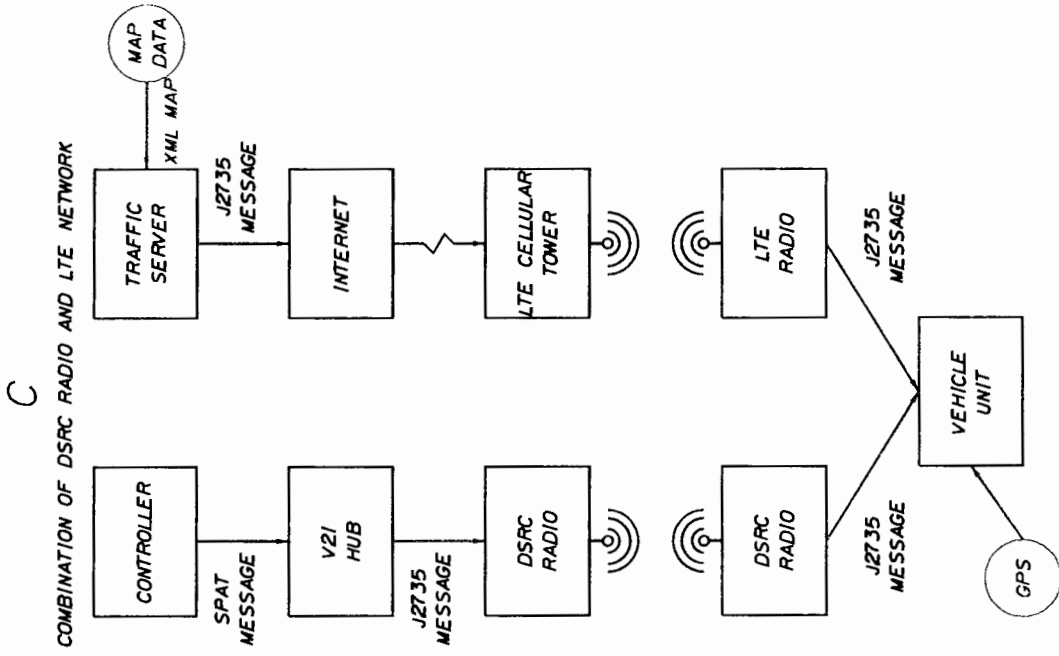 C
COMBINATION OF DSRC RADIO AND LTE NETWORK
CONTROLLER
SPAT
MESSAGE
V2I
HUB
J2735
MESSAGE
DSRC
RADIO
DSRC
RADIO
J2735
MESSAGE
GPS
MAP
DATA
XML MAP
TRAFFIC
SERVER
J2735
MESSAGE
INTERNET
LTE CELLULAR
TOWER
LTE
RADIO
J2735
MESSAGE
VEHICLE
UNIT